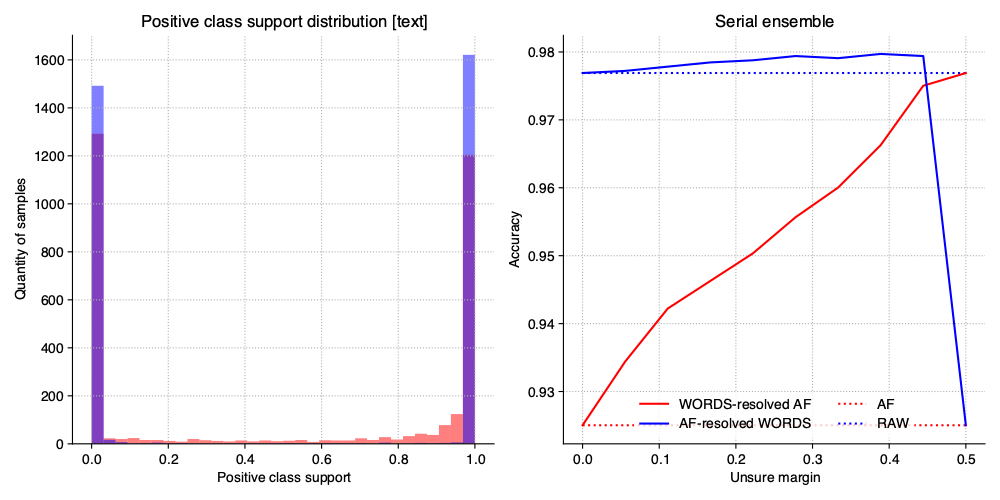 Positive class support distribution [text]
Quantity of samples
1600
1400
1200
1000
800
600
400
200
0
0.0 0.2 0.4 0.6 0.8 1.0
Positive class support
Serial ensemble
Accuracy
0.98
0.97
0.96
0.95
0.94
0.93
WORDS-resolved AF
AF-resolved WORDS
AF
RAW
0.0 0.1 0.2 0.3 0.4 0.5
Unsure margin